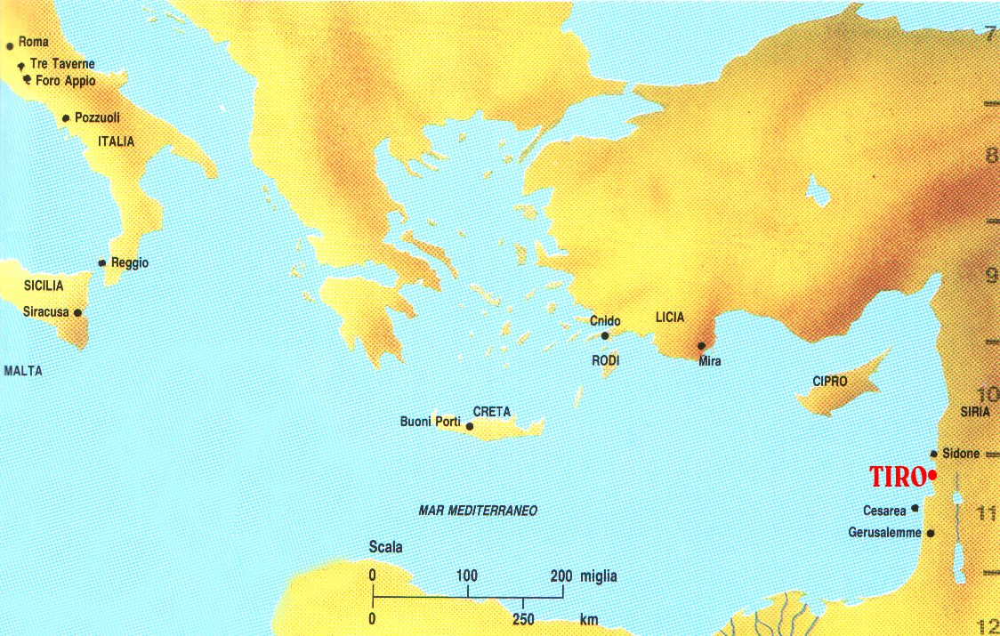 Roma
Tre Taverne
Foro Appio
Pozzuoli
ITALIA
Reggio
SICILIA
Siracusa
MALTA
Cnido
LICIA
RODI
Mira
CIPRO
CRETA
Buoni Porti
SIRIA
Sidone
TIRO
Cesarea
Gerusalemme
MAR MEDITERRANEO
Scala
0 100 200 miglia
0 250 km
7
8
9
10
11
12